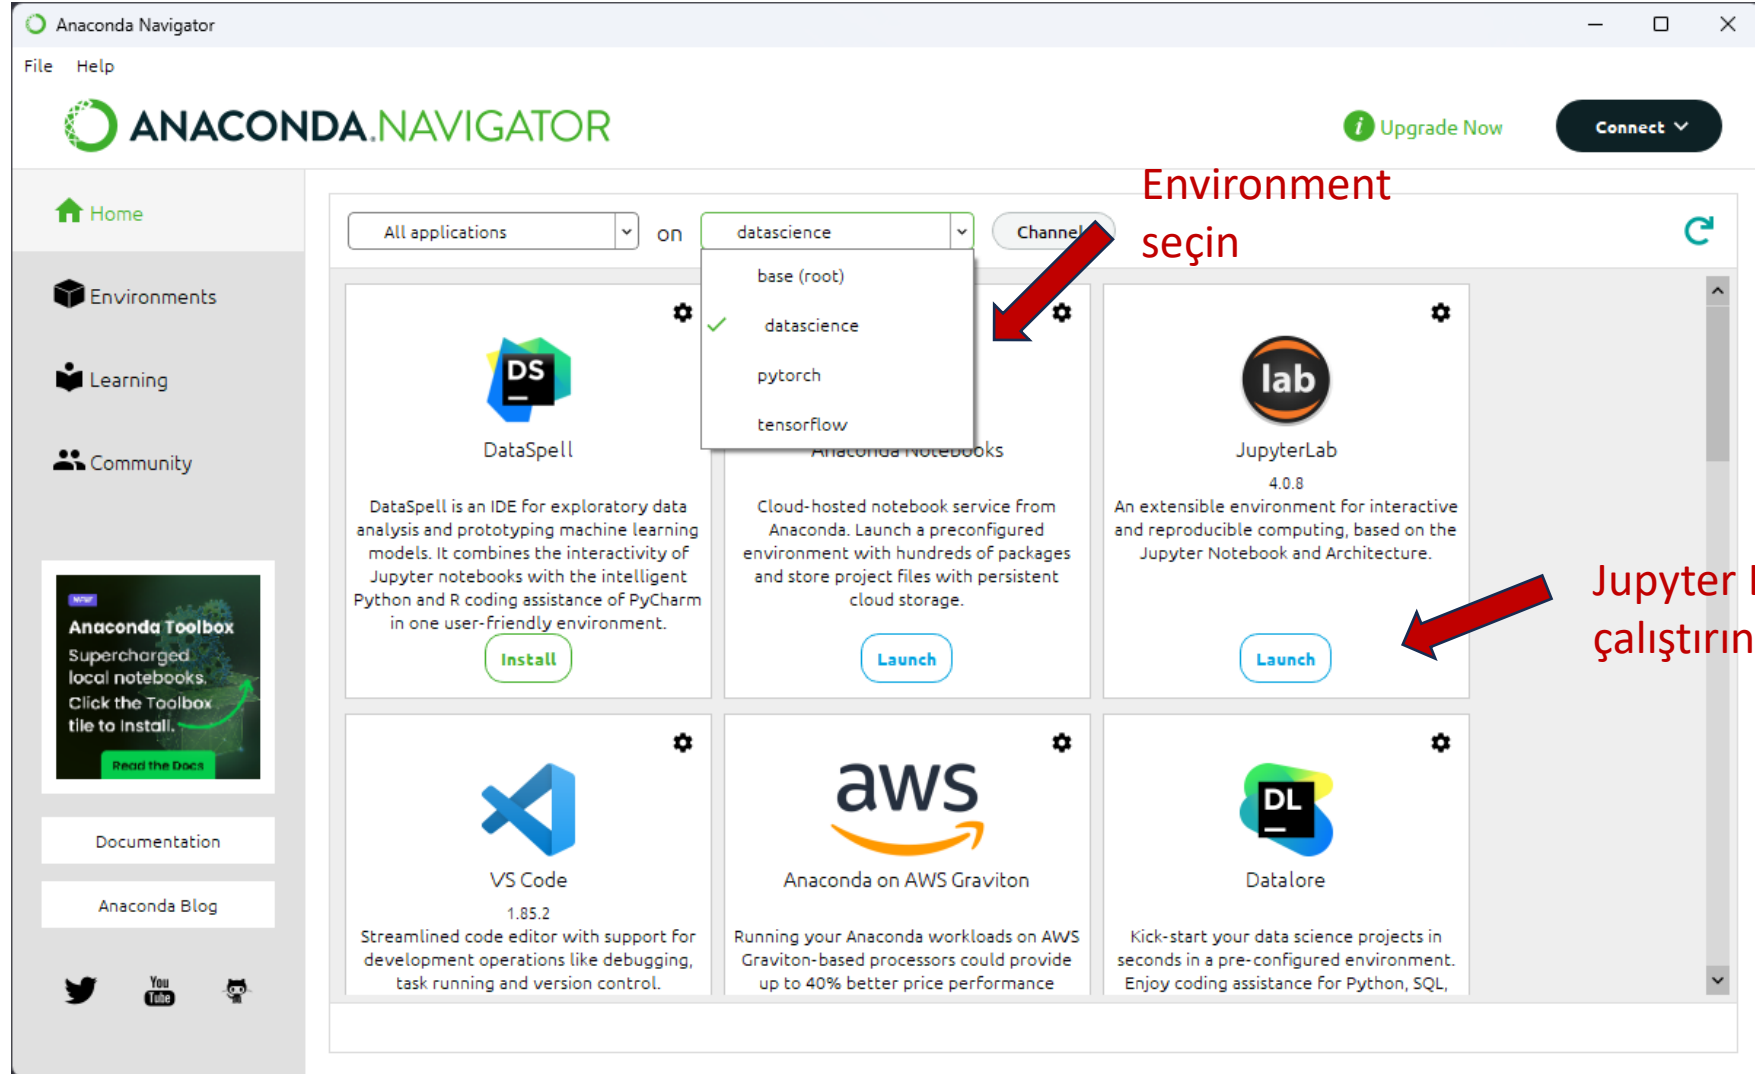 Anaconda Navigator
File Help
ANACONDA.NAVIGATOR
Upgrade Now
Connect
Home
Environments
Learning
Community
NEW
Anaconda Toolbox
Supercharged
local notebooks.
Click the Toolbox
tile to Install.
Read the Docs
Documentation
Anaconda Blog
You
Tube
All applications on datascience
base (root)
datascience
pytorch
tensorflow
Environment
seçin
DS
DataSpell
DataSpell is an IDE for exploratory data
analysis and prototyping machine learning
models. It combines the interactivity of
Jupyter notebooks with the intelligent
Python and R coding assistance of PyCharm
in one user-friendly environment.
Install
Anaconda Notebooks
Cloud-hosted notebook service from
Anaconda. Launch a preconfigured
environment with hundreds of packages
and store project files with persistent
cloud storage.
Launch
lab
JupyterLab
4.0.8
An extensible environment for interactive
and reproducible computing, based on the
Jupyter Notebook and Architecture.
Launch
Jupyter
çalıştırın
VS Code
1.85.2
Streamlined code editor with support for
development operations like debugging,
task running and version control.
aws
Anaconda on AWS Graviton
Running your Anaconda workloads on AWS
Graviton-based processors could provide
up to 40% better price performance
DL
Datalore
Kick-start your data science projects in
seconds in a pre-configured environment.
Enjoy coding assistance for Python, SQL,